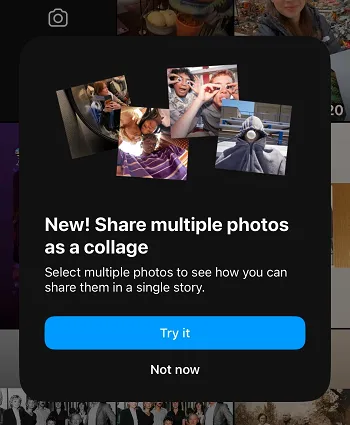 20
New! Share multiple photos
as a collage
Select multiple photos to see how you can
share them in a single story.
Try it
Not now